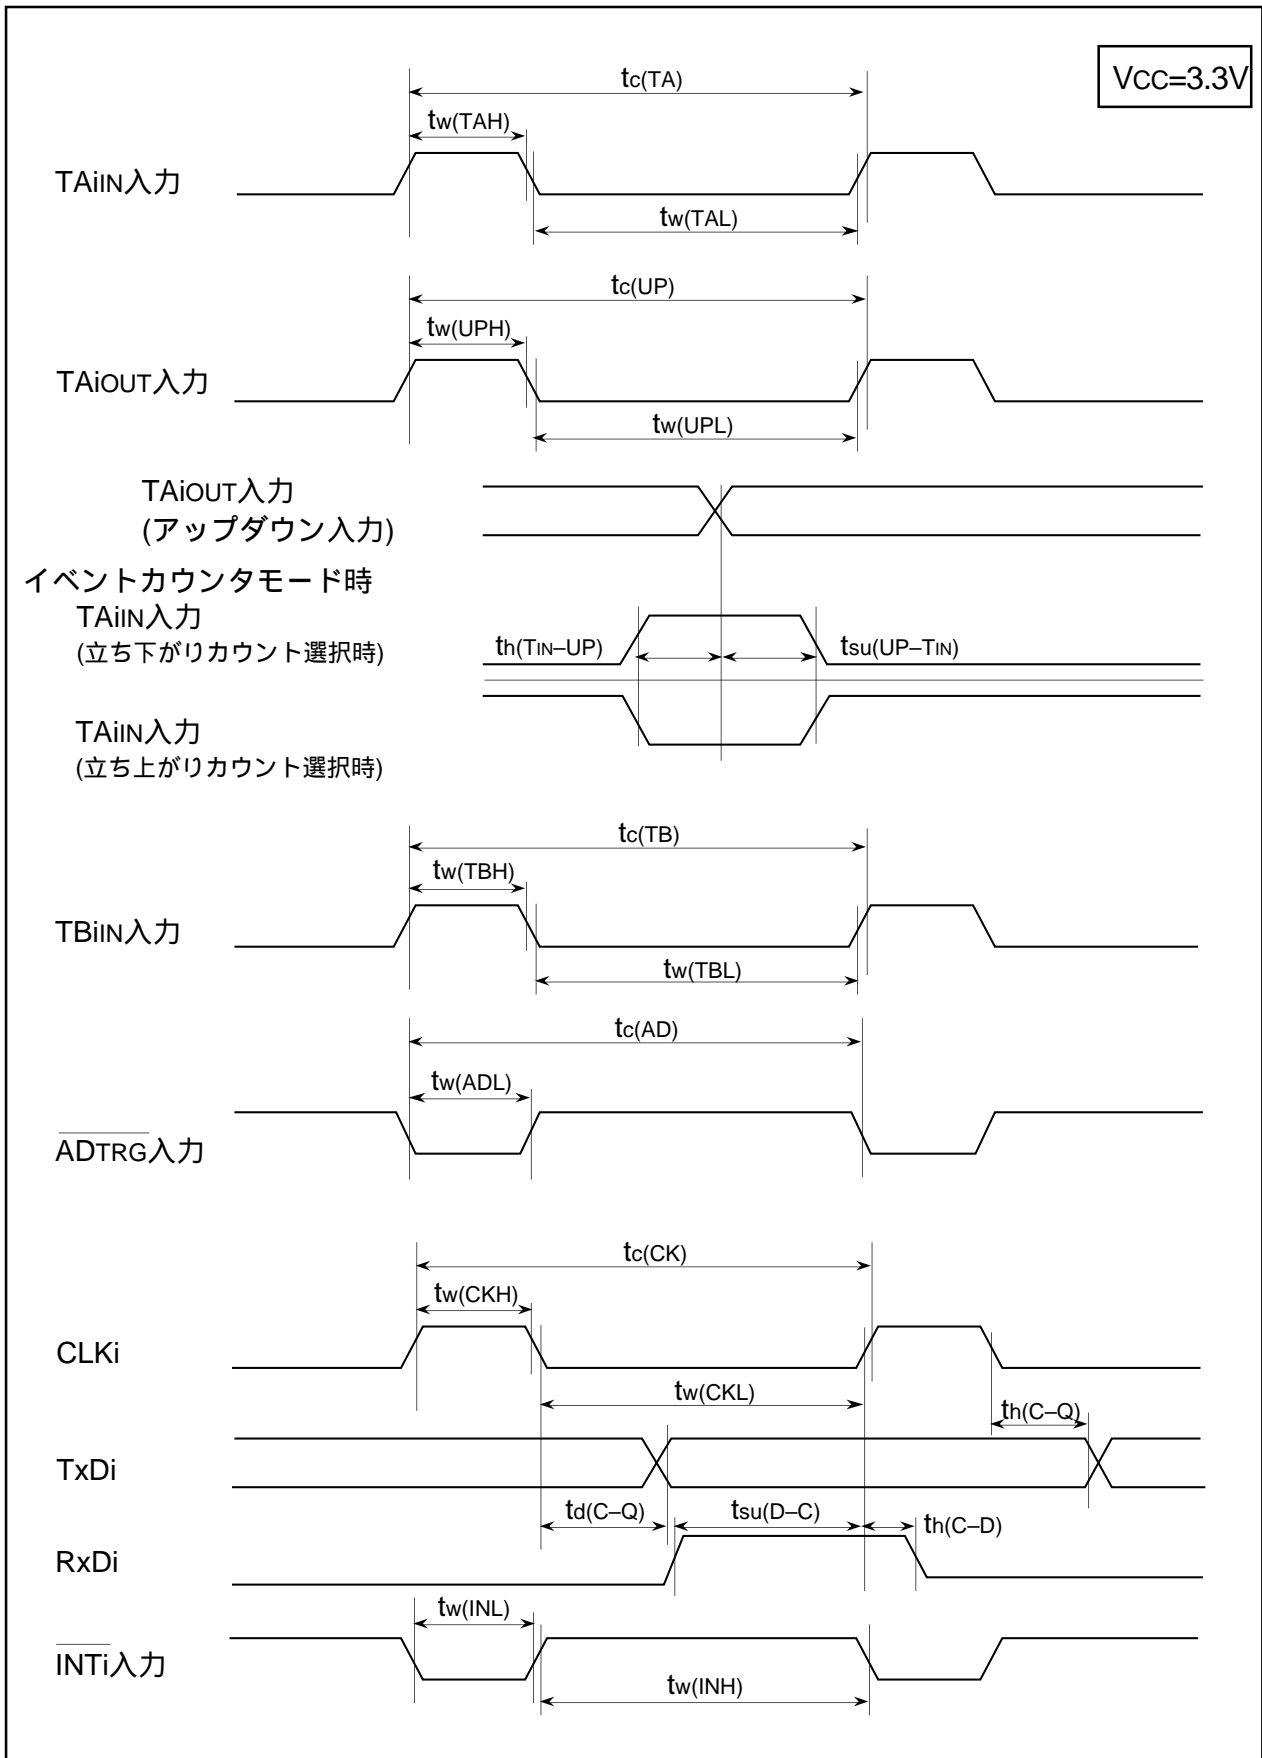 VCC=3.3V
tc(TA)
tw(TAH)
TAiIN入力
tw(TAL)
tc(UP)
tw(UPH)
TAiOUT入力
tw(UPL)
TAiOUT入力
(アップダウン入力)
イベントカウンタモード時
TAiIN入力
(立ち下がりカウント選択時)
th(TIN–UP)
tsu(UP–TIN)
TAiIN入力
(立ち上がりカウント選択時)
tc(TB)
tw(TBH)
TBiIN入力
tw(TBL)
tc(AD)
tw(ADL)
ADTRG入力
tc(CK)
tw(CKH)
CLKi
tw(CKL)
th(C–Q)
TxDi
td(C–Q)
tsu(D–C)
th(C–D)
RxDi
tw(INL)
INTi入力
tw(INH)